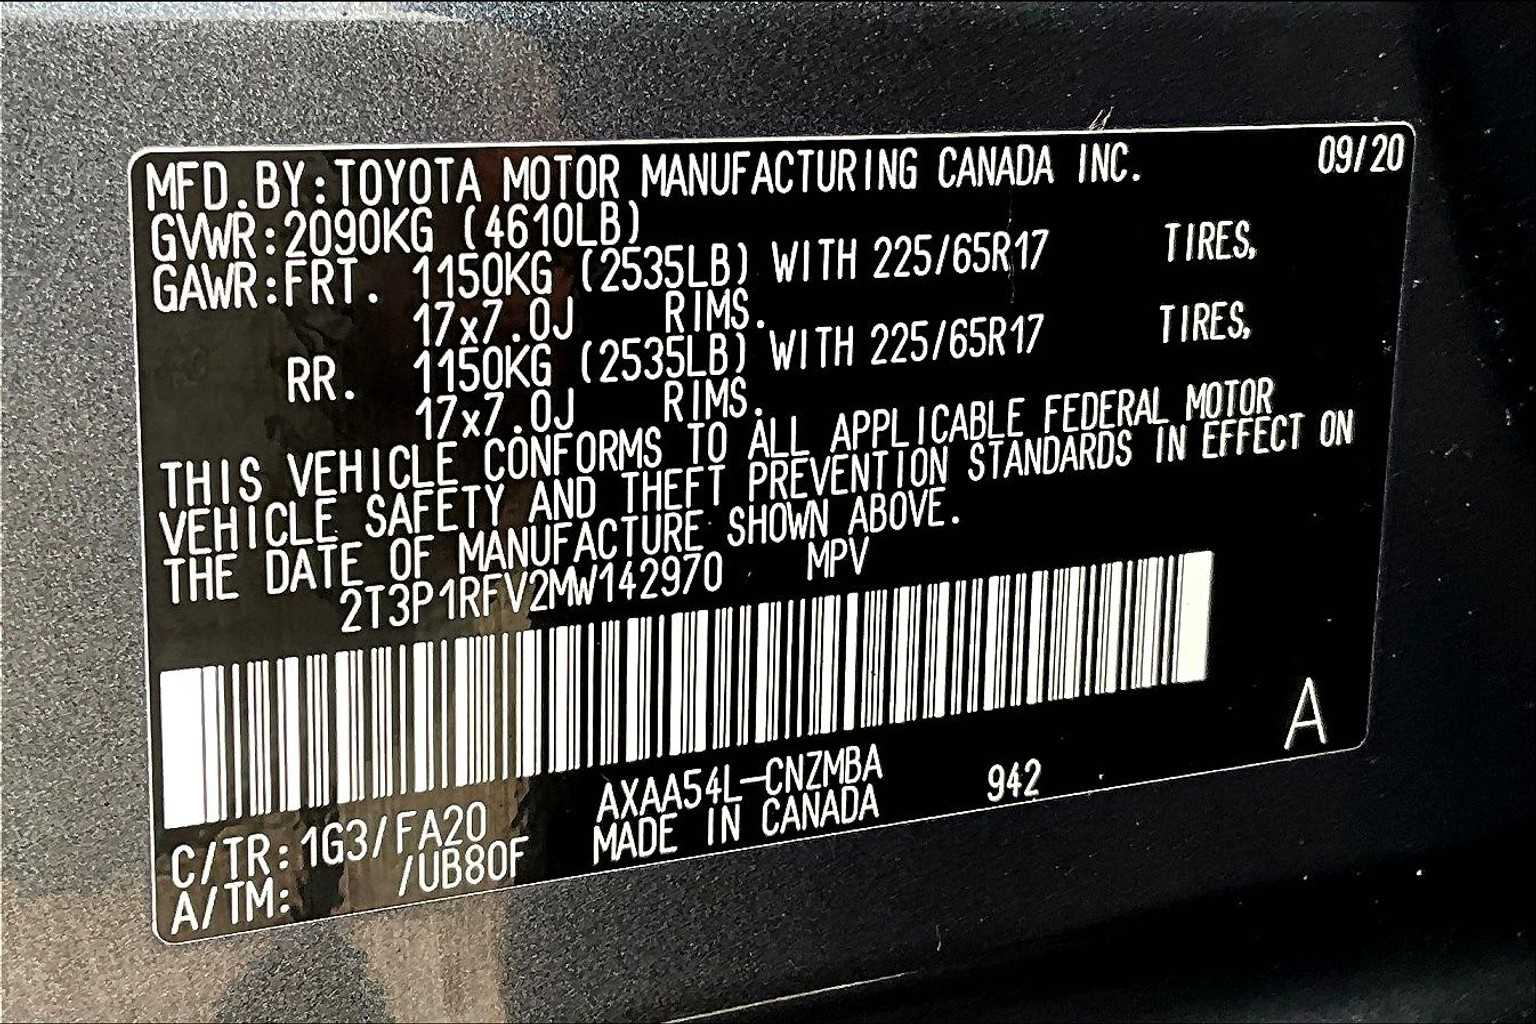 MFD.BY:TOYOTA MOTOR MANUFACTURING CANADA INC. 09/20
GVWR:2090KG (4610LB)
GAWR:FRT. 1150KG (2535LB) WITH 225/65R17 TIRES,
17x7.0J RIMS.
RR. 1150KG (2535LB) WITH 225/65R17 TIRES,
17x7.0J RIMS.
THIS VEHICLE CONFORMS TO ALL APPLICABLE FEDERAL MOTOR
VEHICLE SAFETY AND THEFT PREVENTION STANDARDS IN EFFECT ON
THE DATE OF MANUFACTURE SHOWN ABOVE.
2T3P1RFV2MW142970 MPV
A
C/TR:1G3/FA20 AXAA54L-CNZMBA 942
A/TM: /UB80F MADE IN CANADA